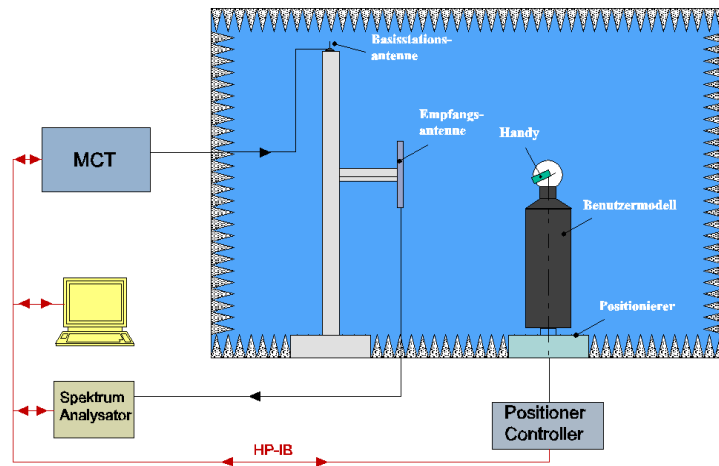 Basisstations-
antenne
Empfangs-
antenne
Handy
MCT
Benutzermodell
Positionierer
Spektrum
Analysator
Positioner
Controller
HP-IB